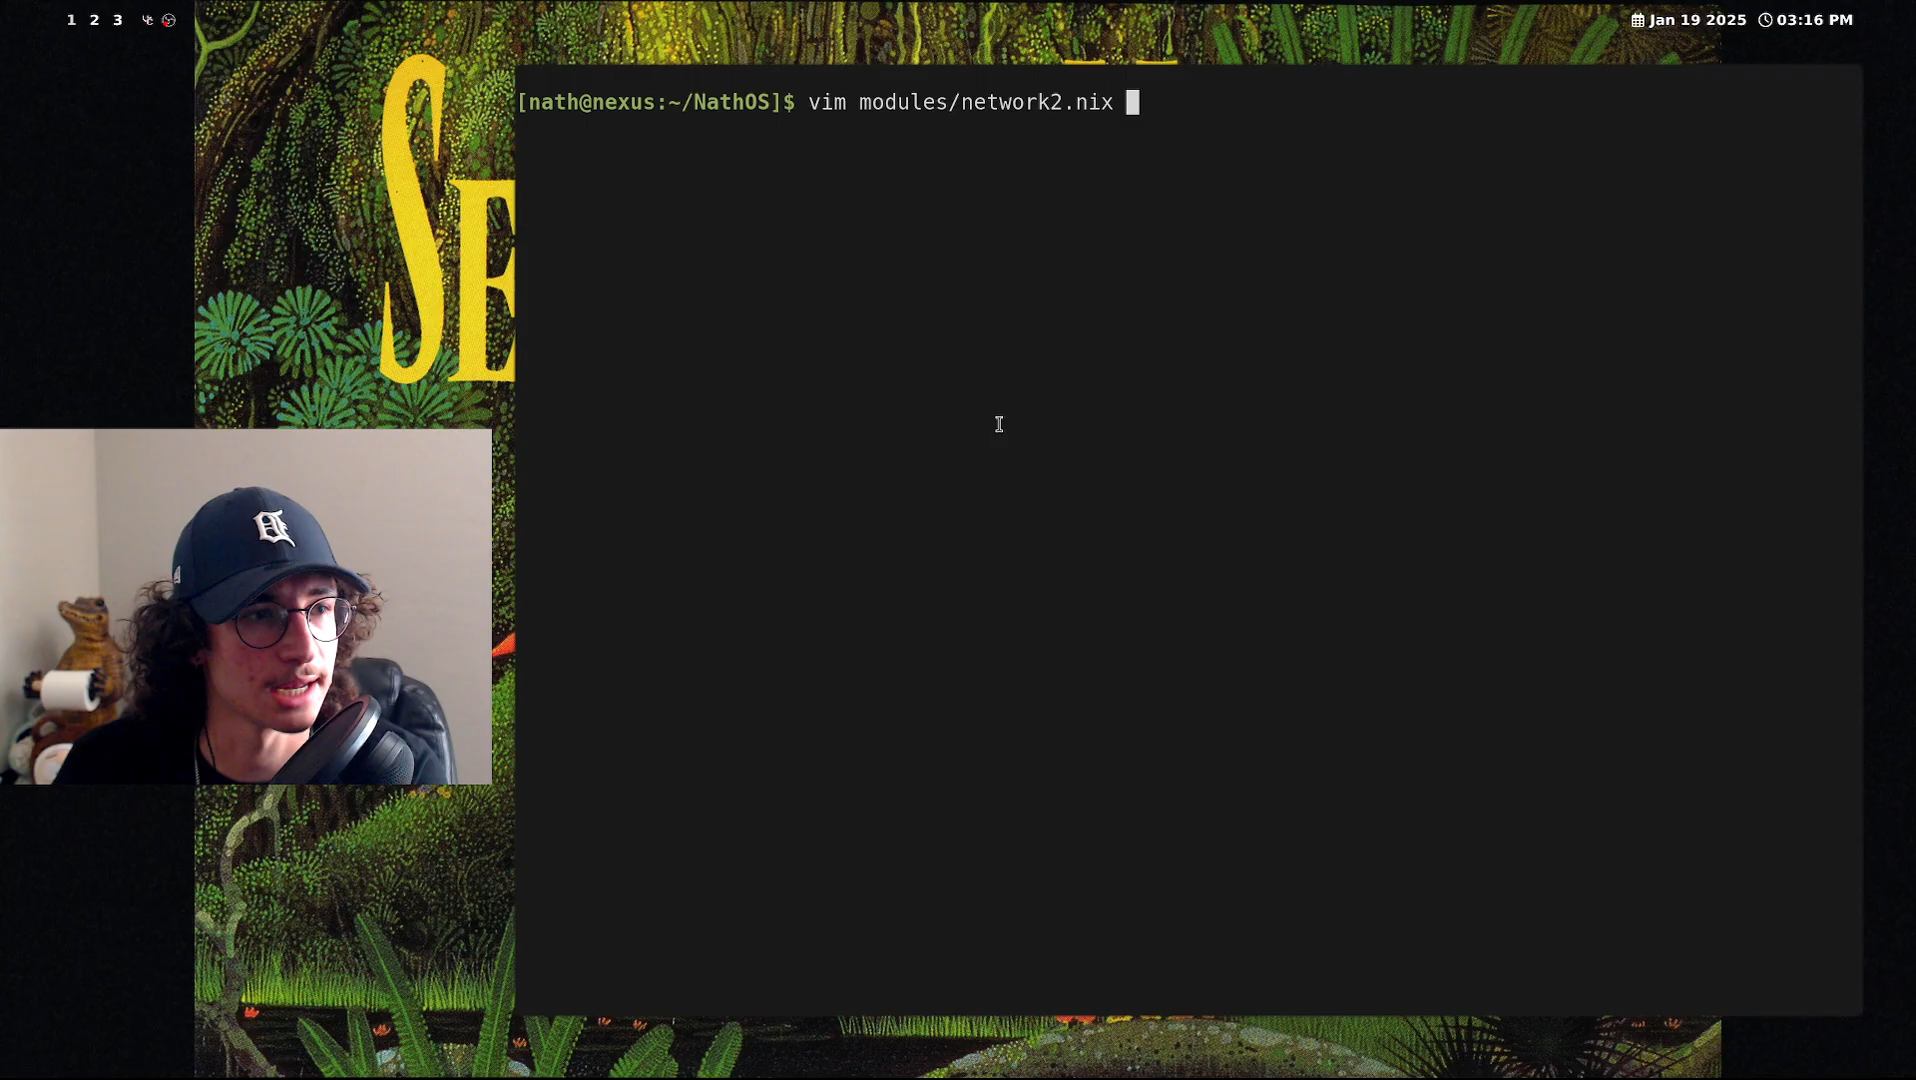 1 2 3
Jan 19 2025 03:16 PM
SE
[nath@nexus:~/NathOS]$ vim modules/network2.nix
D